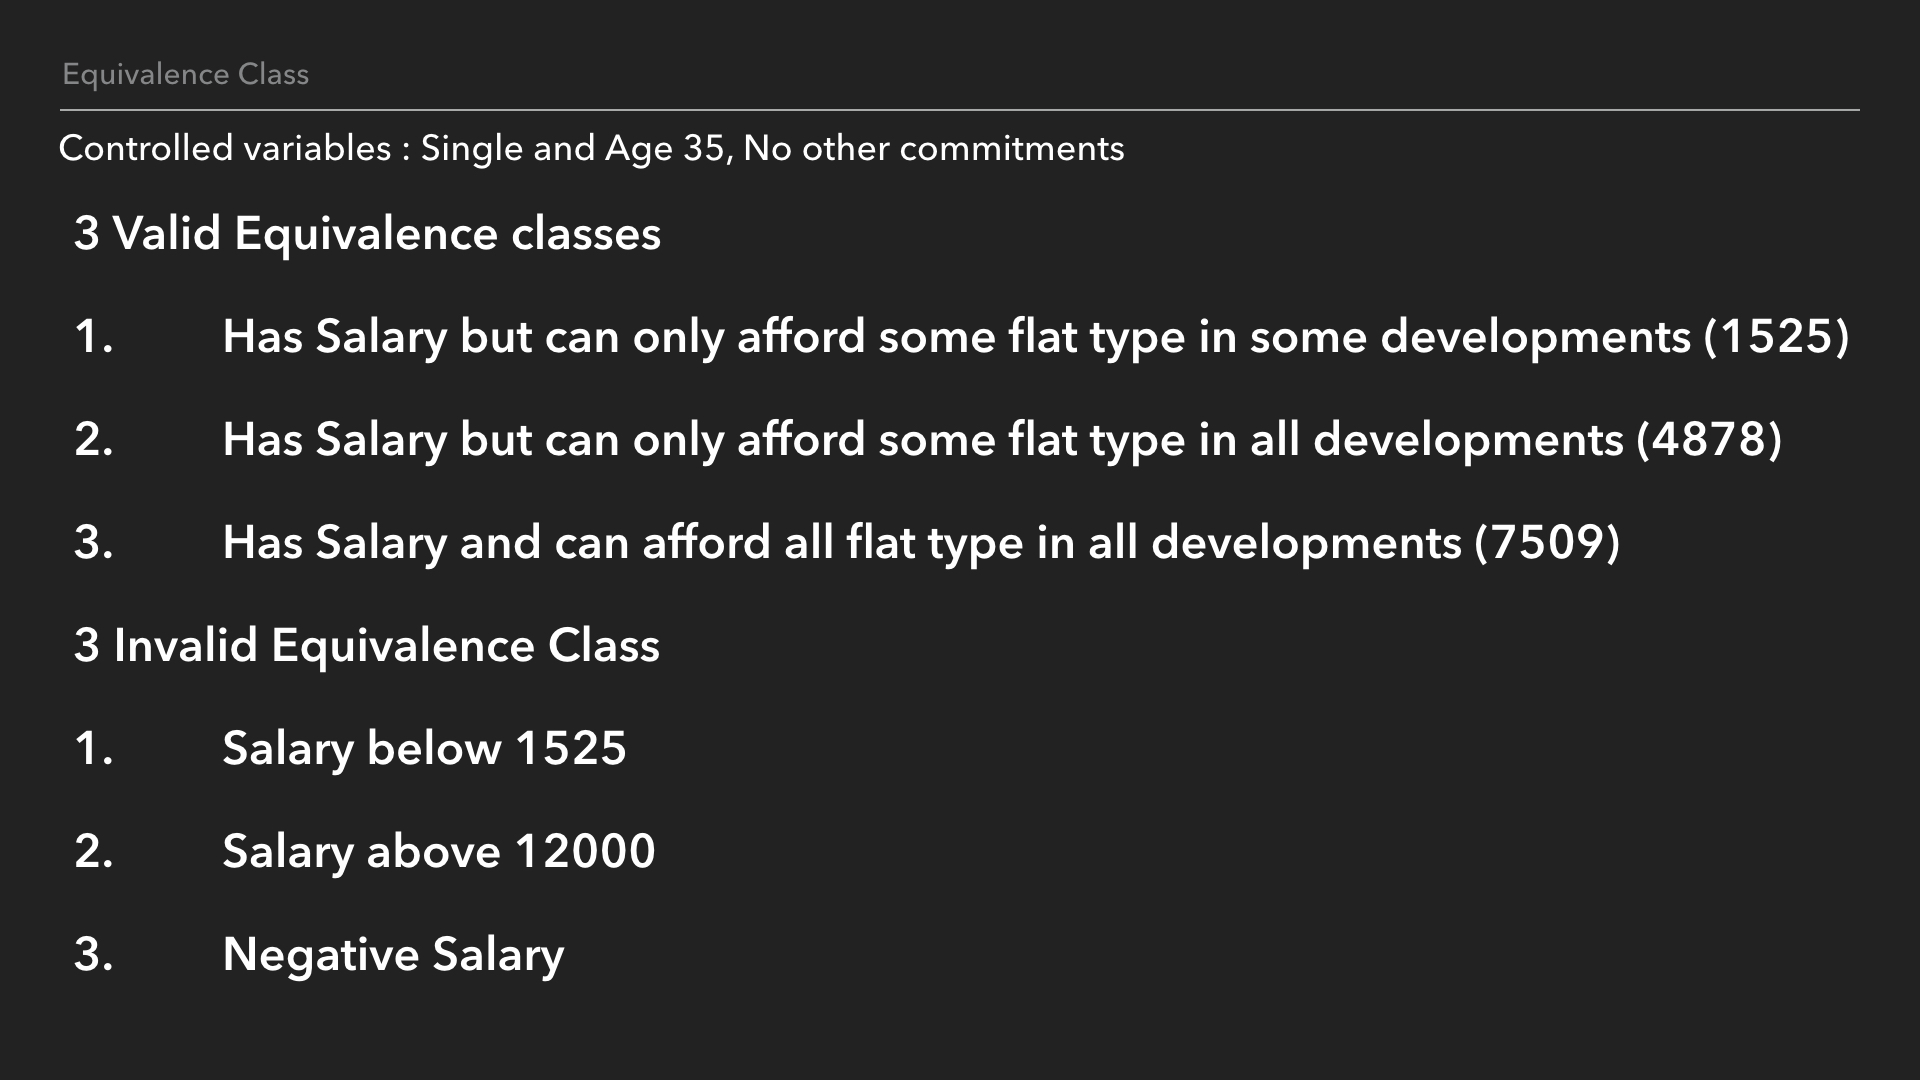 Equivalence Class
Controlled variables : Single and Age 35, No other commitments
3 Valid Equivalence classes
1. Has Salary but can only afford some flat type in some developments (1525)
2. Has Salary but can only afford some flat type in all developments (4878)
3. Has Salary and can afford all flat type in all developments (7509)
3 Invalid Equivalence Class
1. Salary below 1525
2. Salary above 12000
3. Negative Salary